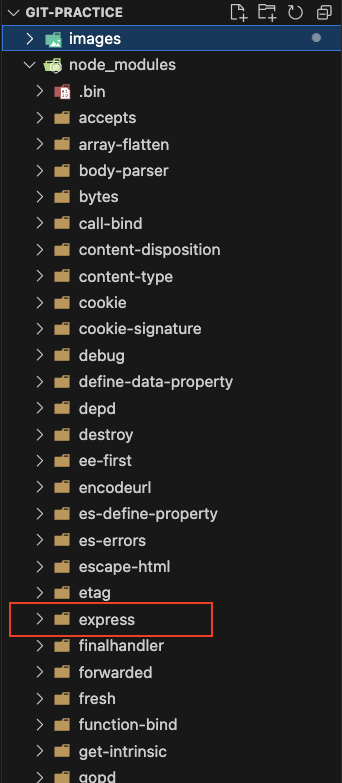 GIT-PRACTICE
images
node_modules
.bin
accepts
array-flatten
body-parser
bytes
call-bind
content-disposition
content-type
cookie
cookie-signature
debug
define-data-property
depd
destroy
ee-first
encodeurl
es-define-property
es-errors
escape-html
etag
express
finalhandler
forwarded
fresh
function-bind
get-intrinsic
gopd